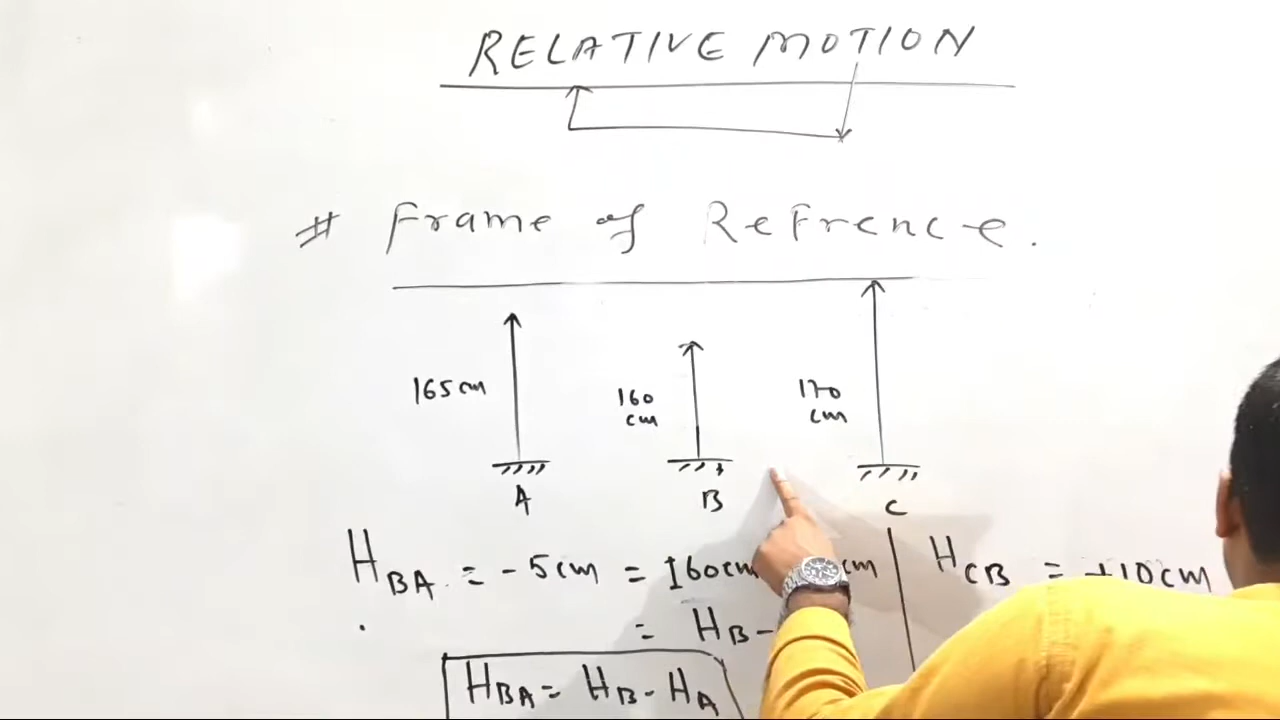 RELATIVE MOTION
# Frame of Refrence.
165cm
160
cm
170
cm
A
B
C
HBA = -5cm = 160cm cm
= HB-
HBA = HB - HA
HCB = +10cm